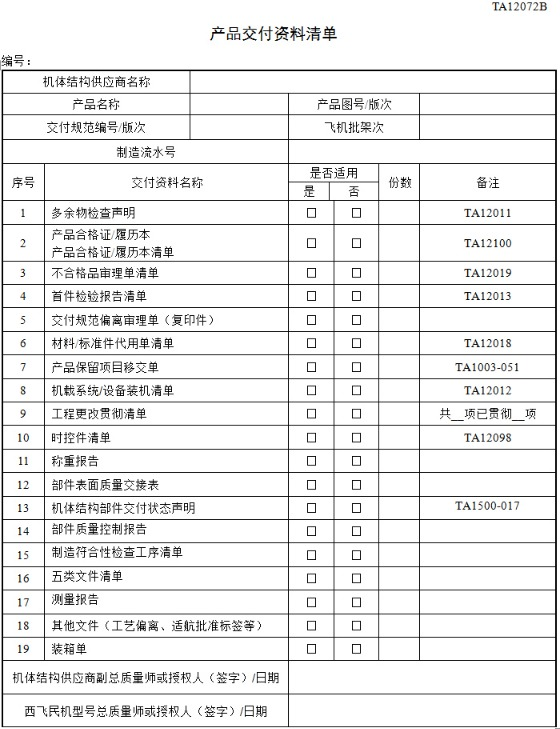 TA12072B
产品交付资料清单
编号：
机体结构供应商名称
产品名称 产品图号/版次
交付规范编号/版次 飞机批架次
制造流水号
序号 交付资料名称 是否适用 份数 备注
是 否
1 多余物检查声明 □ □ TA12011
2 产品合格证/履历本
产品合格证/履历本清单 □ □ TA12100
3 不合格品审理单清单 □ □ TA12019
4 首件检验报告清单 □ □ TA12013
5 交付规范偏离审理单（复印件） □ □
6 材料/标准件代用单清单 □ □ TA12018
7 产品保留项目移交单 □ □ TA1003-051
8 机载系统/设备装机清单 □ □ TA12012
9 工程更改贯彻清单 □ □ 共__项已贯彻__项
10 时控件清单 □ □ TA12098
11 称重报告 □ □
12 部件表面质量交接表 □ □
13 机体结构部件交付状态声明 □ □ TA1500-017
14 部件质量控制报告 □ □
15 制造符合性检查工序清单 □ □
16 五类文件清单 □ □
17 测量报告 □ □
18 其他文件（工艺偏离、适航批准标签等） □ □
19 装箱单 □ □
机体结构供应商副总质量师或授权人（签字）/日期
西飞民机型号总质量师或授权人（签字）/日期